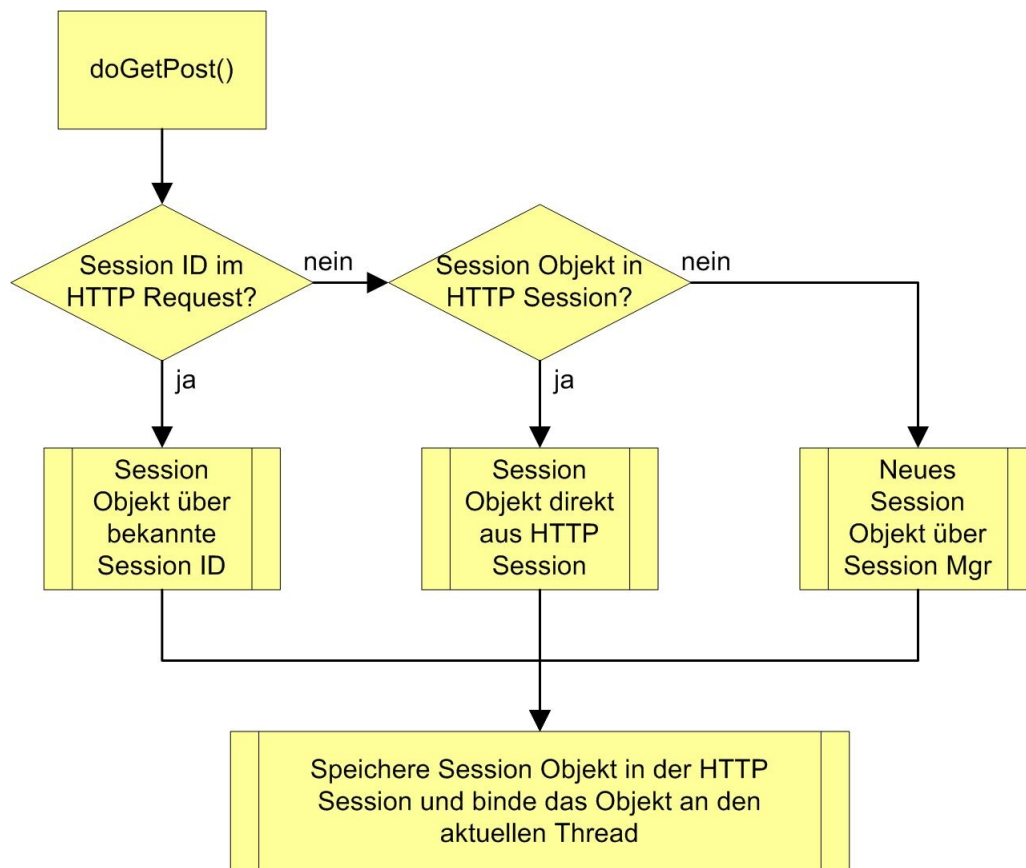 doGetPost()
Session ID im
HTTP Request?
nein
Session Objekt in
HTTP Session?
nein
ja
ja
Session
Objekt über
bekannte
Session ID
Session
Objekt direkt
aus HTTP
Session
Neues
Session
Objekt über
Session Mgr
Speichere Session Objekt in der HTTP
Session und binde das Objekt an den
aktuellen Thread